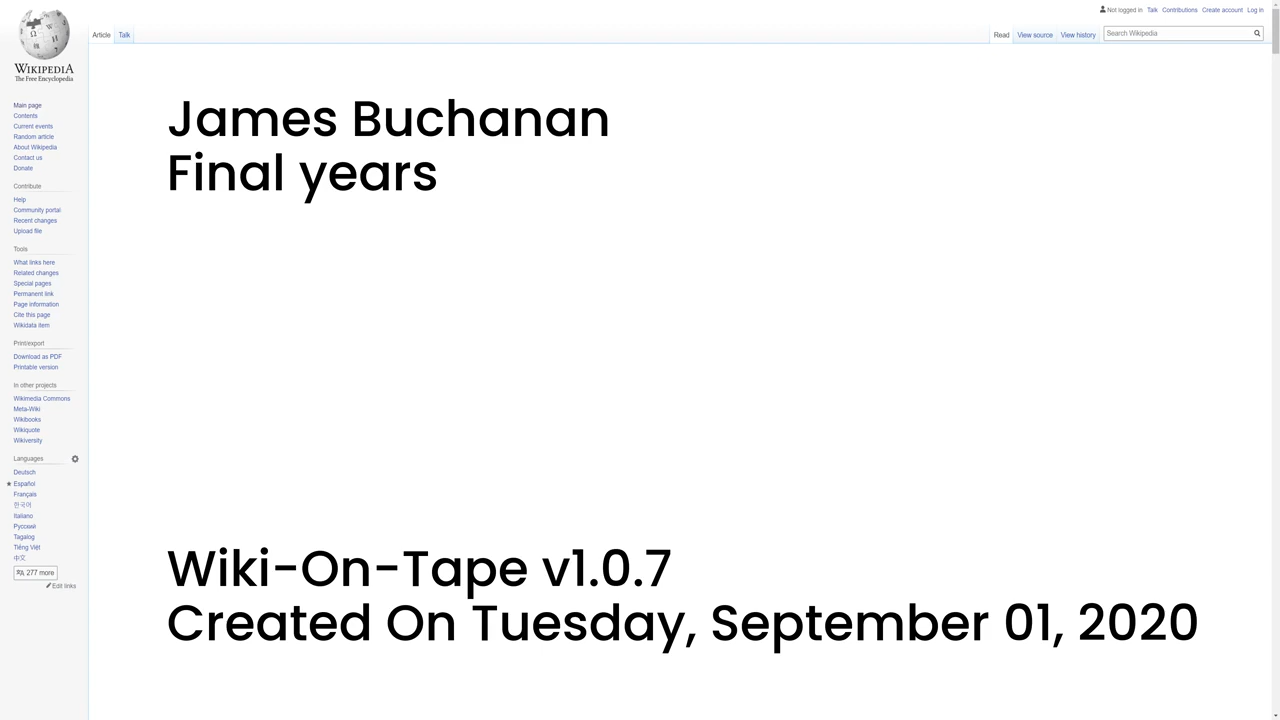 Not logged in Talk Contributions Create account Log in
Article Talk Read View source View history Search Wikipedia
WIKIPEDIA
The Free Encyclopedia
Main page
Contents
Current events
Random article
About Wikipedia
Contact us
Donate
Contribute
Help
Community portal
Recent changes
Upload file
Tools
What links here
Related changes
Special pages
Permanent link
Page information
Cite this page
Wikidata item
Print/export
Download as PDF
Printable version
In other projects
Wikimedia Commons
Meta-Wiki
Wikibooks
Wikiquote
Wikiversity
Languages
Deutsch
Español
Français
한국어
Italiano
Русский
Tagalog
Tiếng Việt
中文
277 more
Edit links
James Buchanan
Final years
Wiki-On-Tape v1.0.7
Created On Tuesday, September 01, 2020